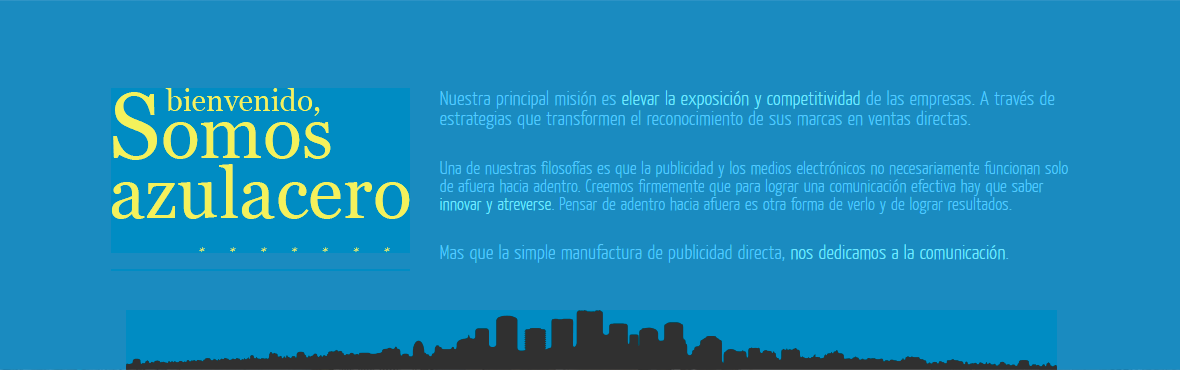 bienvenido,
Somos
azulacero
* * * * * * *
Nuestra principal misión es elevar la exposición y competitividad de las empresas. A través de
estrategias que transformen el reconocimiento de sus marcas en ventas directas.
Una de nuestras filosofías es que la publicidad y los medios electrónicos no necesariamente funcionan solo
de afuera hacia adentro. Creemos firmemente que para lograr una comunicación efectiva hay que saber
innovar y atreverse. Pensar de adentro hacia afuera es otra forma de verlo y de lograr resultados.
Mas que la simple manufactura de publicidad directa, nos dedicamos a la comunicación.